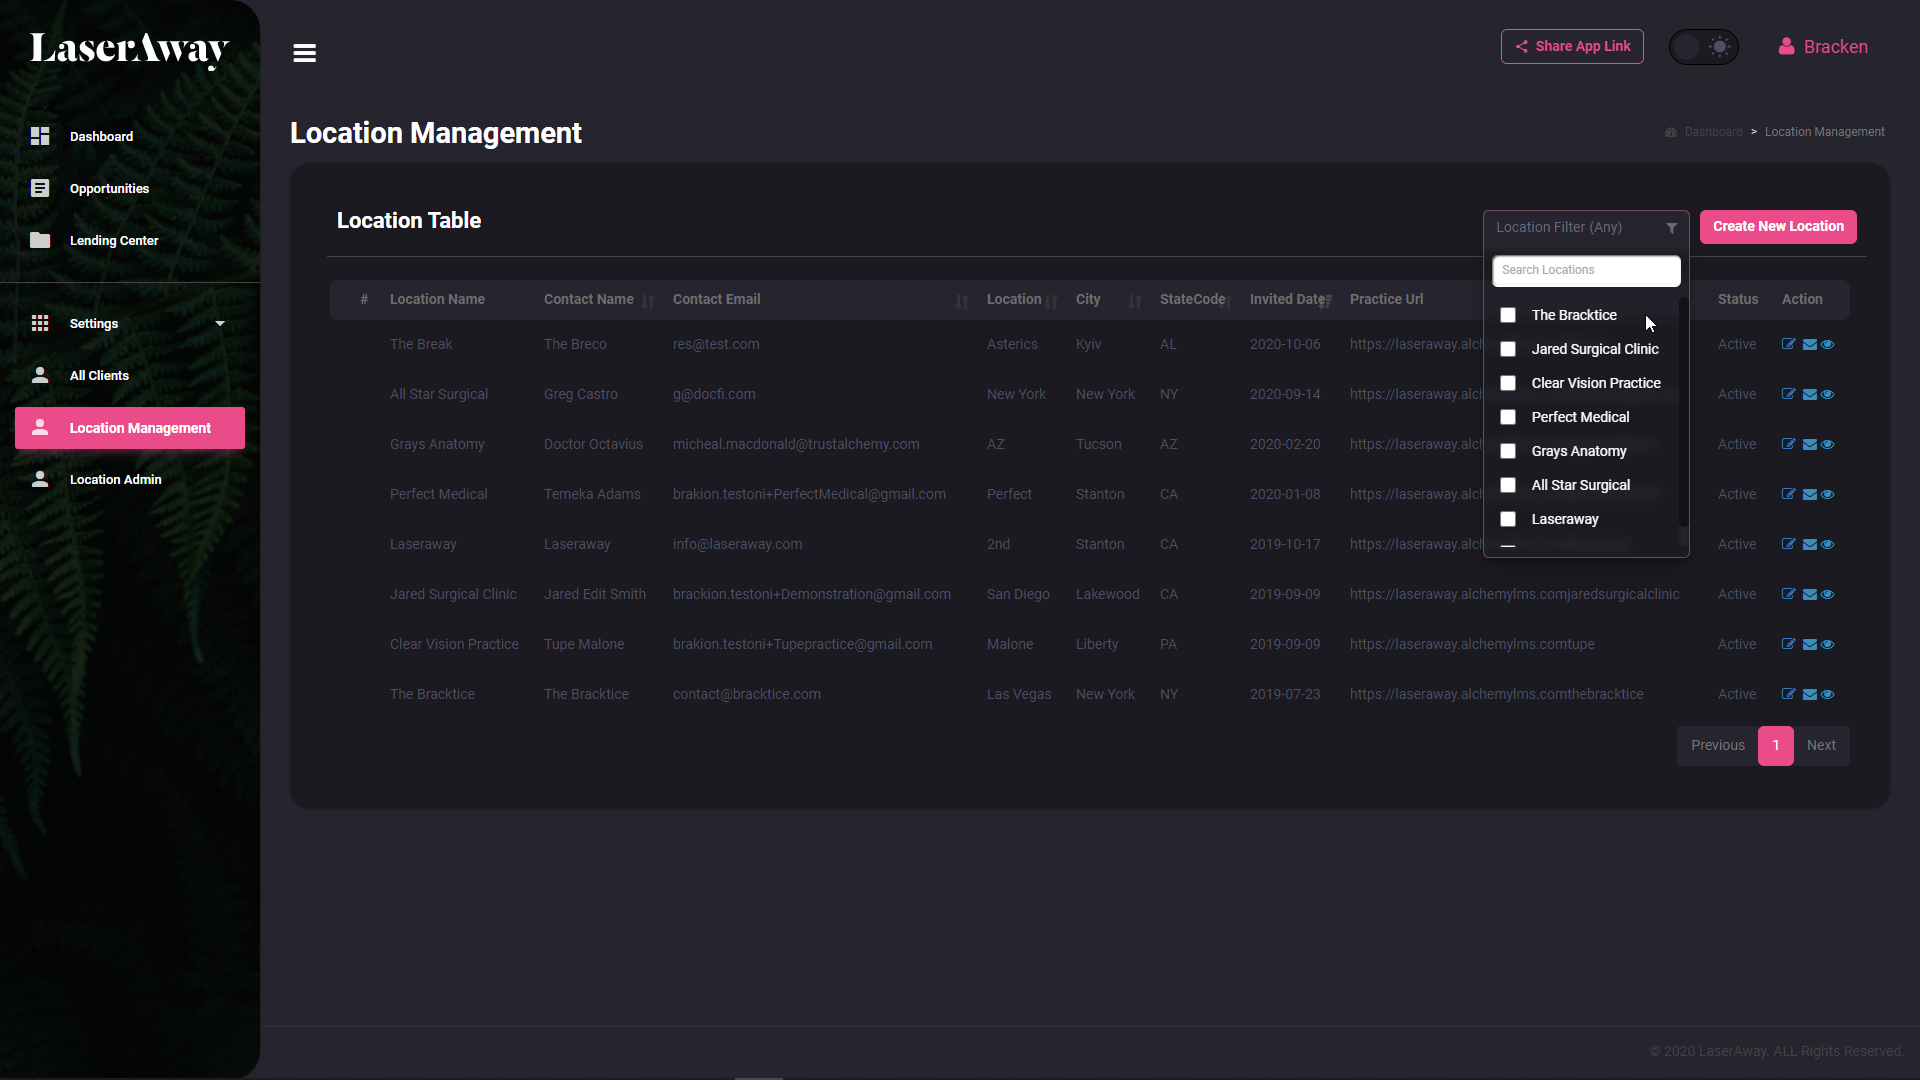 LaserAway
Share App Link
Bracken
Dashboard
Opportunities
Lending Center
Settings
All Clients
Location Management
Location Admin
Location Management
Dashboard > Location Management
Location Table
Location Filter (Any)
Create New Location
Search Locations
The Bracktice
Jared Surgical Clinic
Clear Vision Practice
Perfect Medical
Grays Anatomy
All Star Surgical
Laseraway
# Location Name Contact Name Contact Email Location City StateCode Invited Date Practice Url Status Action
The Break The Breco res@test.com Asterics Kyiv AL 2020-10-06 https://laseraway.alch Active
All Star Surgical Greg Castro g@docfi.com New York New York NY 2020-09-14 https://laseraway.alch Active
Grays Anatomy Doctor Octavius micheal.macdonald@trustalchemy.com AZ Tucson AZ 2020-02-20 https://laseraway.alch Active
Perfect Medical Temeka Adams brakion.testoni+PerfectMedical@gmail.com Perfect Stanton CA 2020-01-08 https://laseraway.alch Active
Laseraway Laseraway info@laseraway.com 2nd Stanton CA 2019-10-17 https://laseraway.alch Active
Jared Surgical Clinic Jared Edit Smith brackion.testoni+Demonstration@gmail.com San Diego Lakewood CA 2019-09-09 https://laseraway.alchemylms.comjaredsurgicalclinic Active
Clear Vision Practice Tupe Malone brakion.testoni+Tupepractice@gmail.com Malone Liberty PA 2019-09-09 https://laseraway.alchemylms.comtupe Active
The Bracktice The Bracktice contact@bracktice.com Las Vegas New York NY 2019-07-23 https://laseraway.alchemylms.comthebracktice Active
Previous 1 Next
© 2020 LaserAway. ALL Rights Reserved.